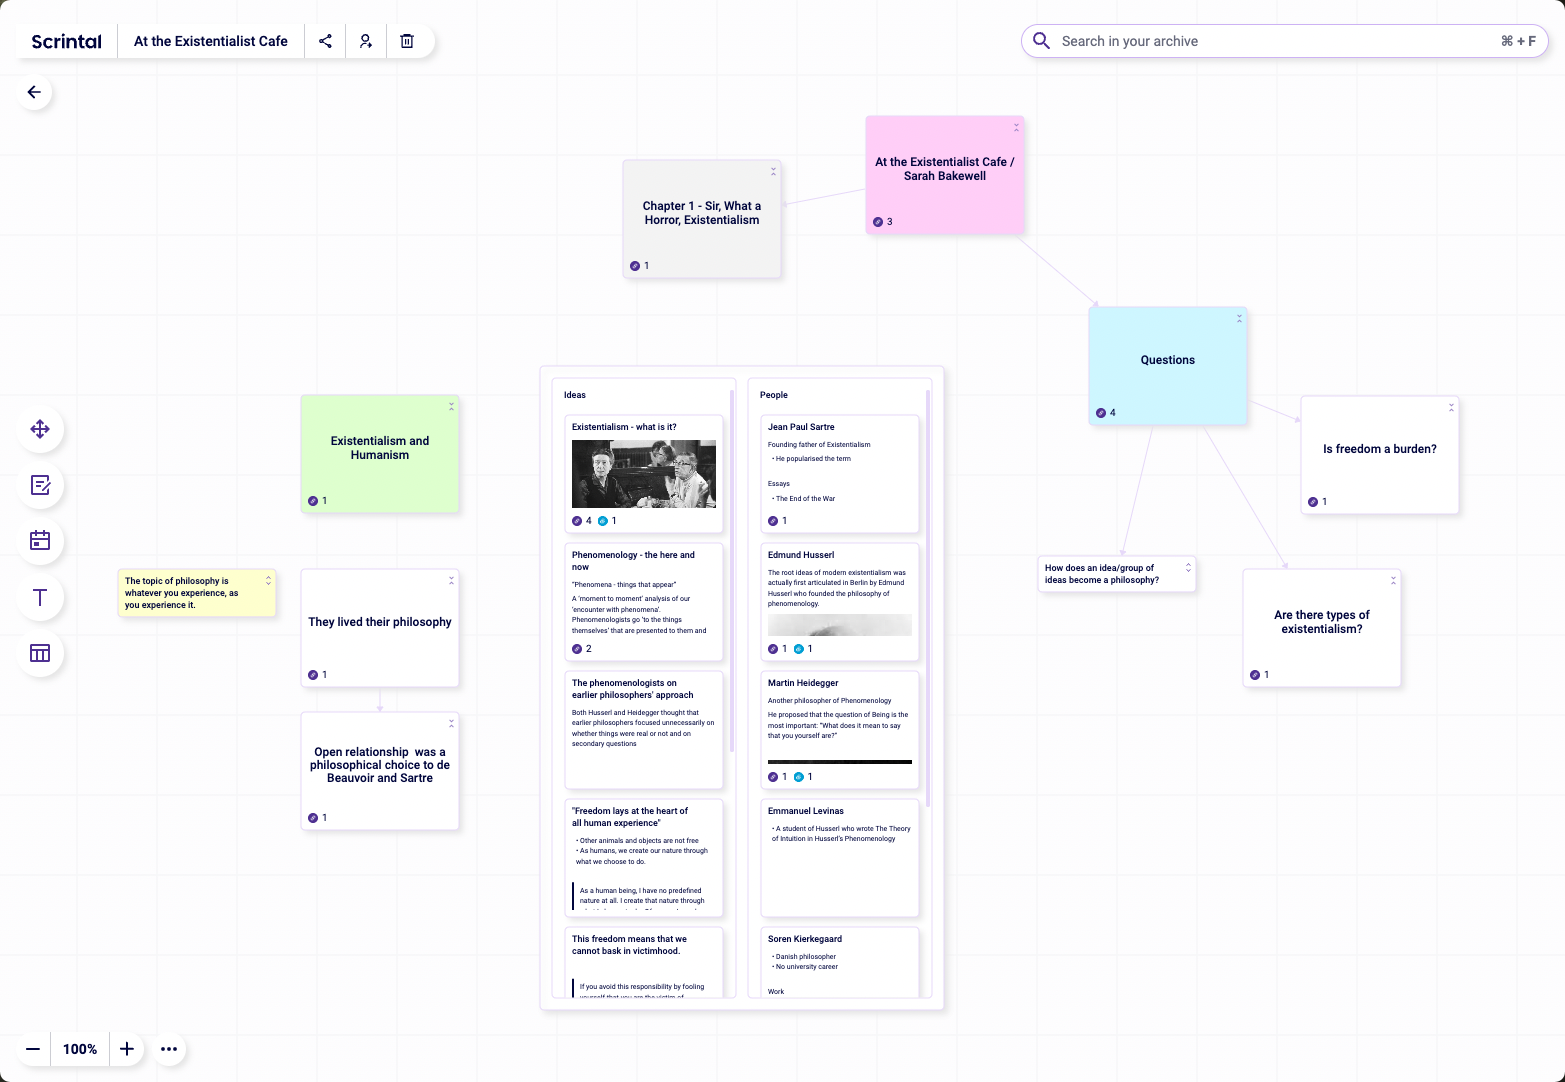 Scrintal
At the Existentialist Cafe
Search in your archive
⌘ + F
At the Existentialist Cafe /
Sarah Bakewell
3
Chapter 1 - Sir, What a
Horror, Existentialism
1
Questions
4
Is freedom a burden?
1
How does an idea/group of
ideas become a philosophy?
Are there types of
existentialism?
1
Existentialism and
Humanism
1
The topic of philosophy is
whatever you experience, as
you experience it.
They lived their philosophy
1
Open relationship  was a
philosophical choice to de
Beauvoir and Sartre
1
Ideas
Existentialism - what is it?
4
1
Phenomenology - the here and
now
"Phenomena - things that appear"
A 'moment to moment' analysis of our
'encounter with phenomena'.
Phenomenologists go 'to the things
themselves' that are presented to them and
2
The phenomenologists on
earlier philosophers' approach
Both Husserl and Heidegger thought that
earlier philosophers focused unnecessarily on
whether things were real or not and on
secondary questions
"Freedom lays at the heart of
all human experience"
• Other animals and objects are not free
• As humans, we create our nature through
what we choose to do.
As a human being, I have no predefined
nature at all. I create that nature through
This freedom means that we
cannot bask in victimhood.
If you avoid this responsibility by fooling
yourself that you are the victim of
People
Jean Paul Sartre
Founding father of Existentialism
• He popularised the term
Essays
• The End of the War
1
Edmund Husserl
The root ideas of modern existentialism was
actually first articulated in Berlin by Edmund
Husserl who founded the philosophy of
phenomenology.
1
1
Martin Heidegger
Another philosopher of Phenomenology
He proposed that the question of Being is the
most important: "What does it mean to say
that you yourself are?"
1
1
Emmanuel Levinas
• A student of Husserl who wrote The Theory
of Intuition in Husserl's Phenomenology
Soren Kierkegaard
• Danish philosopher
• No university career
Work
100%